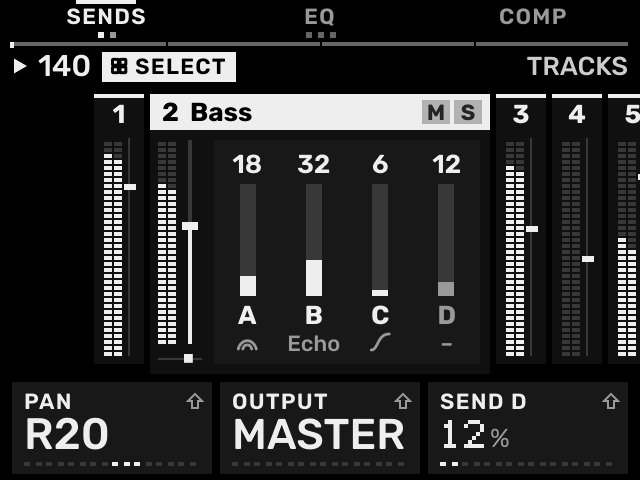 SENDS EQ COMP
140 SELECT TRACKS
1 2 Bass M S 3 4 5
18 32 6 12
A B C D
Echo -
PAN OUTPUT SEND D
R20 MASTER 12%